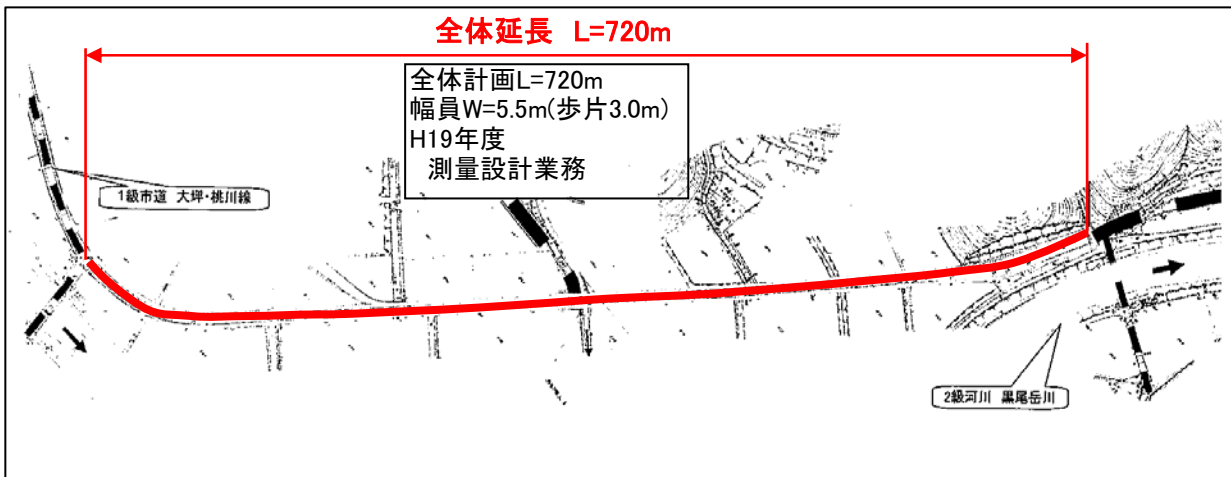 全体延長 L=720m
全体計画L=720m
幅員W=5.5m(歩片3.0m)
H19年度
測量設計業務
1級市道 大坪・桃川線
2級河川 黒尾岳川